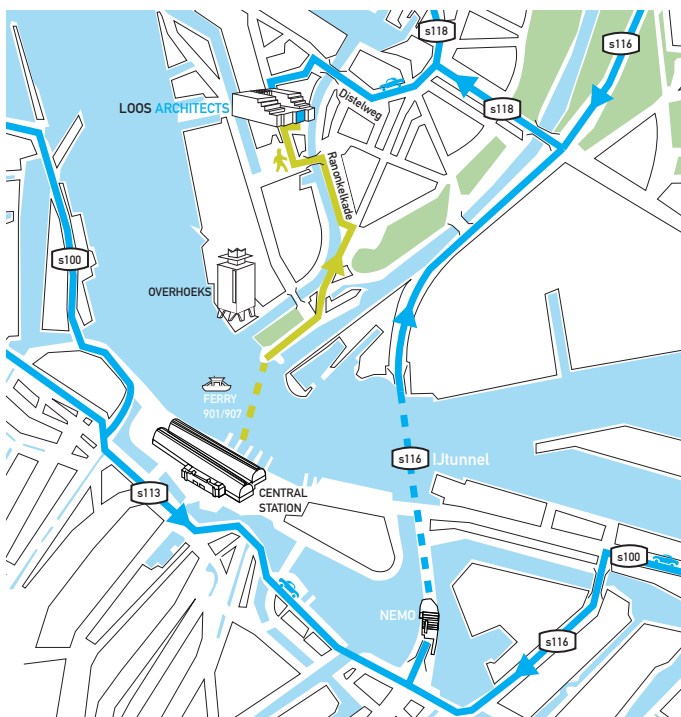 s118
s116
LOOS ARCHITECTS
Distelweg
s118
Ranonkelkade
s100
OVERHOEKS
FERRY
901/907
s116
IJtunnel
s113
CENTRAL
STATION
s100
NEMO
s116